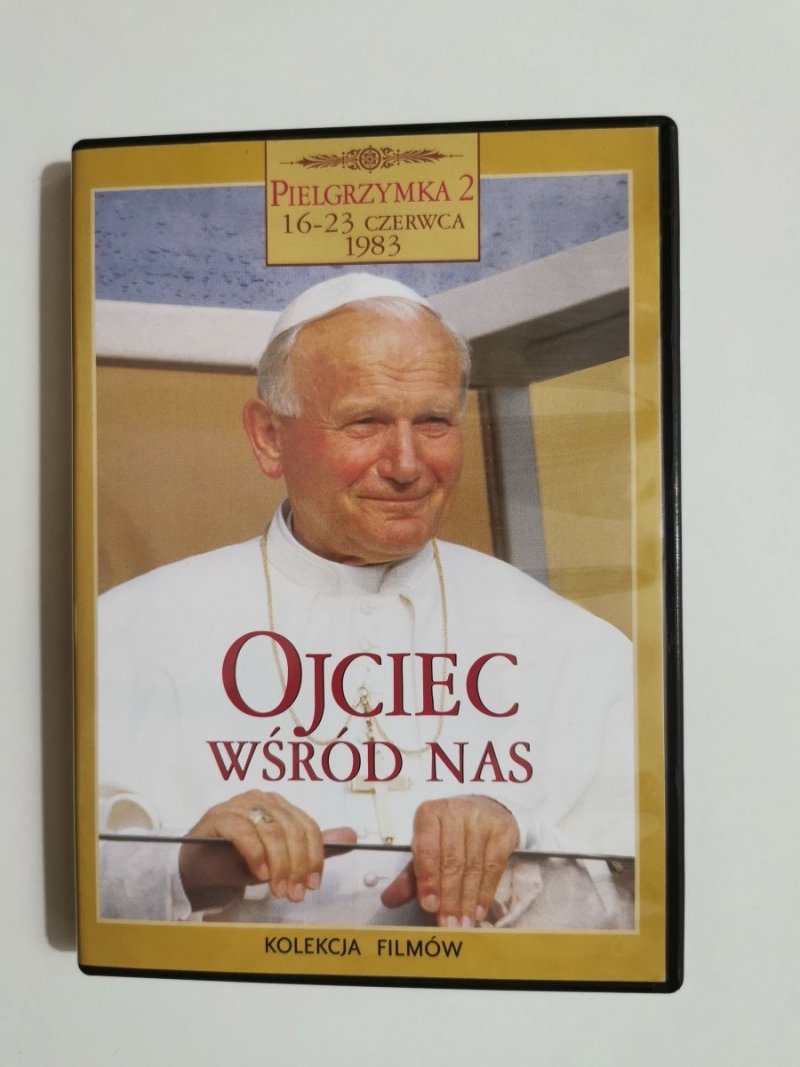 PIELGRZYMKA 2
16-23 CZERWCA
1983
OJCIEC
WŚRÓD NAS
KOLEKCJA FILMÓW